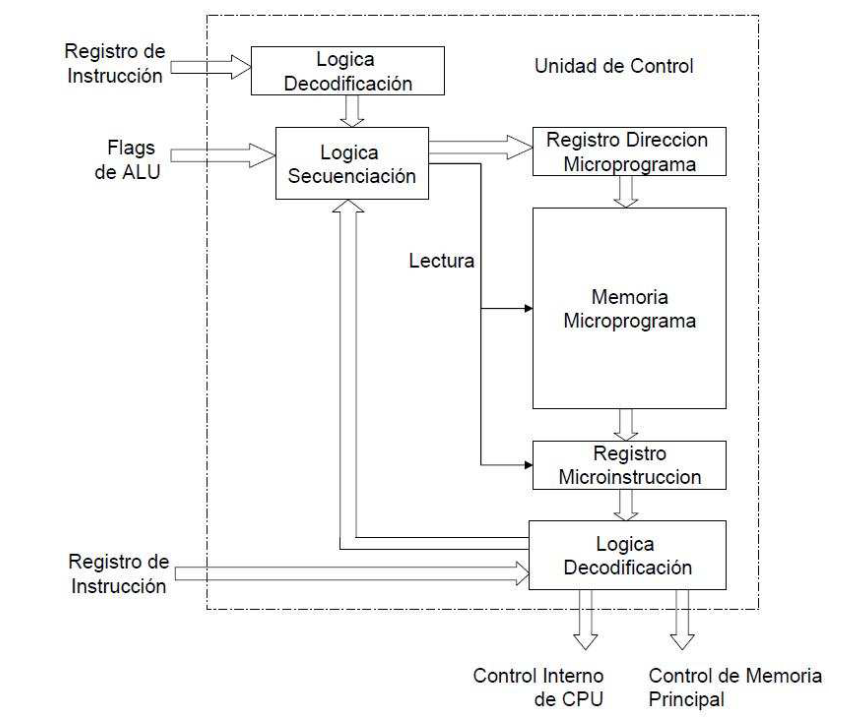 Registro de
Instrucción
Logica
Decodificación
Unidad de Control
Flags
de ALU
Logica
Secuenciación
Registro Direccion
Microprograma
Lectura
Memoria
Microprograma
Registro
Microinstruccion
Registro de
Instrucción
Logica
Decodificación
Control Interno
de CPU
Control de Memoria
Principal